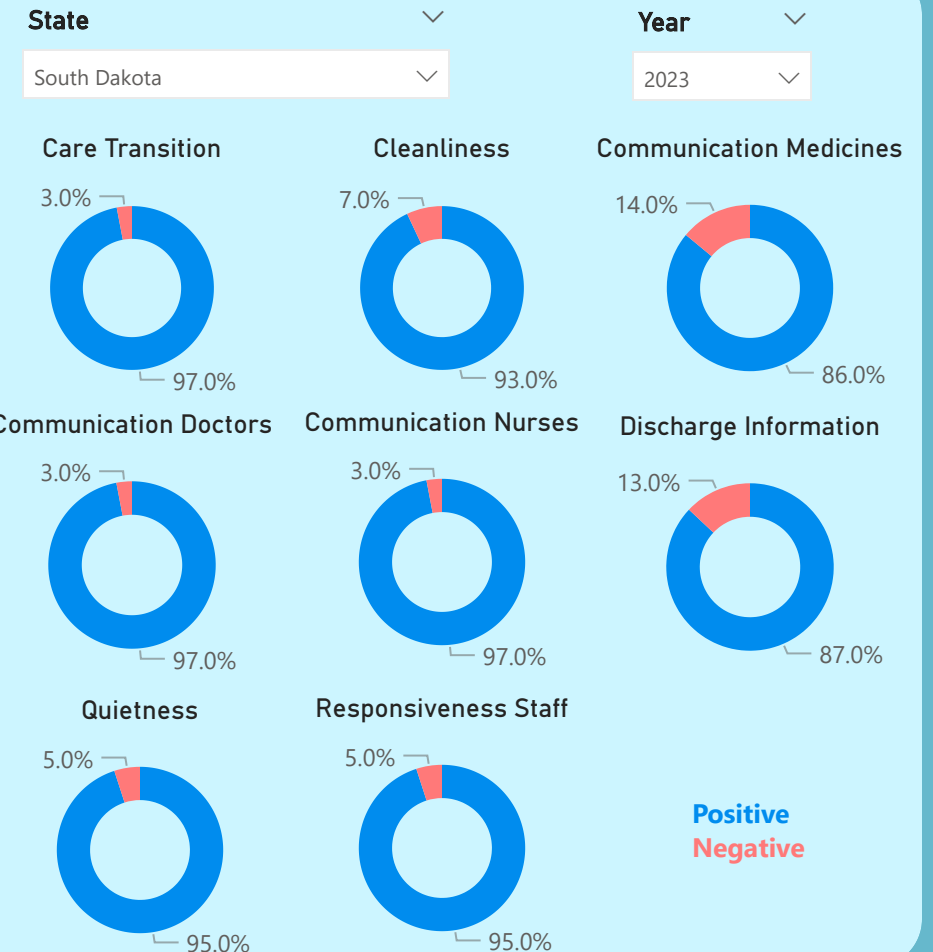 State
Year
South Dakota
2023
Care Transition
Cleanliness
Communication Medicines
3.0%
7.0%
14.0%
97.0%
93.0%
86.0%
Communication Doctors
Communication Nurses
Discharge Information
3.0%
3.0%
13.0%
97.0%
97.0%
87.0%
Quietness
Responsiveness Staff
5.0%
5.0%
Positive
Negative
95.0%
95.0%